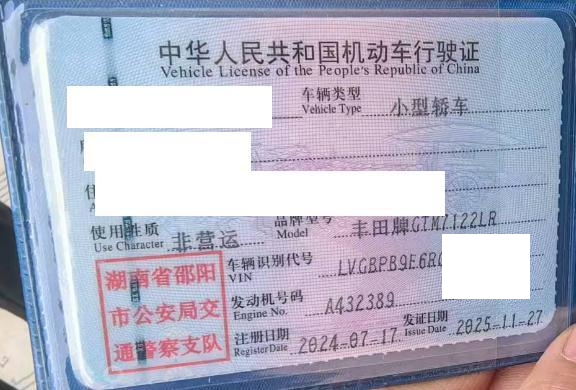 中华人民共和国机动车行驶证
Vehicle License of the People's Republic of China
车辆类型
Vehicle Type 小型轿车
使用性质
Use Character 非营运
品牌型号
Model 丰田牌GTM7122LR
湖南省邵阳
市公安局交
通警察支队
车辆识别代号
VIN LVGBPB9E6R
发动机号码
Engine No. A432389
注册日期
Register Date 2024-07-17
发证日期
Issue Date 2025-11-27